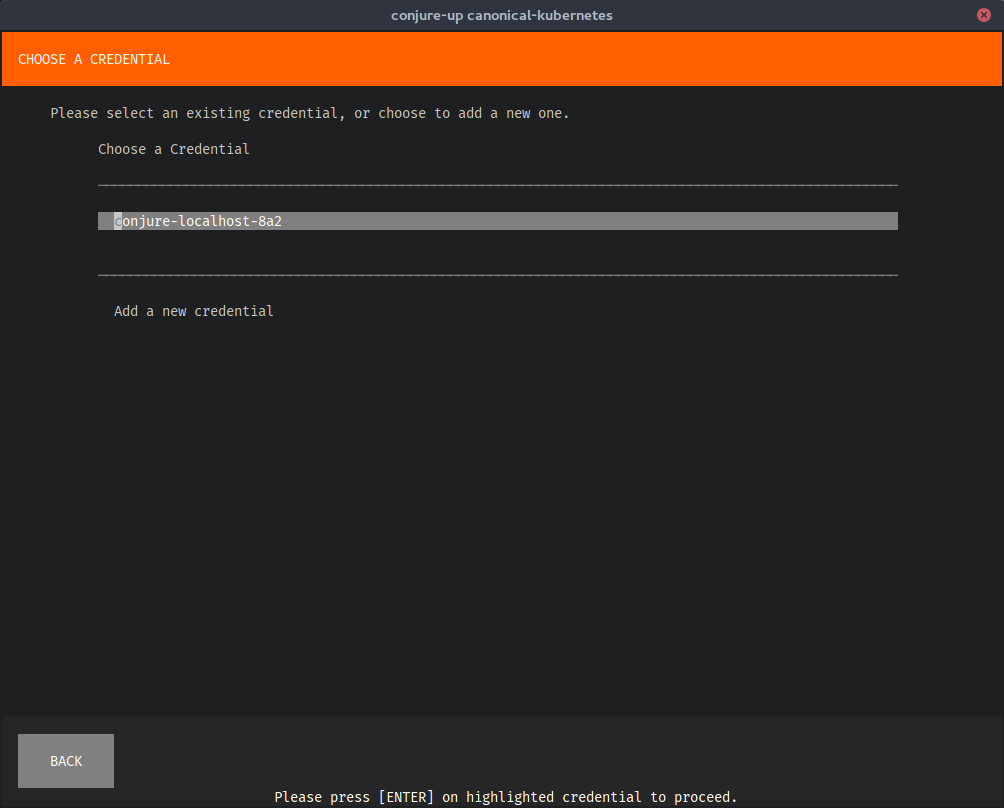 conjure-up canonical-kubernetes
CHOOSE A CREDENTIAL
Please select an existing credential, or choose to add a new one.
Choose a Credential
conjure-localhost-8a2
Add a new credential
BACK
Please press [ENTER] on highlighted credential to proceed.